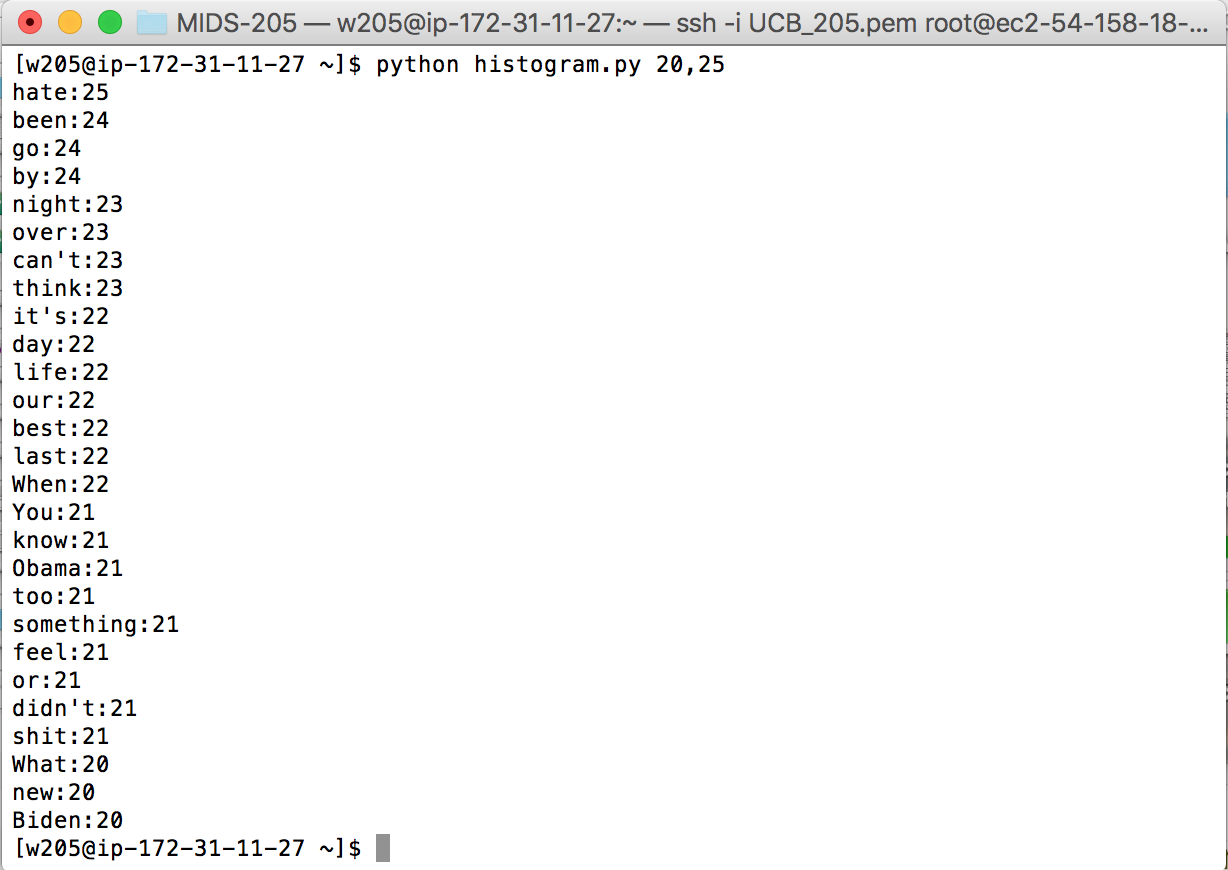 MIDS-205 — w205@ip-172-31-11-27:~ — ssh -i UCB_205.pem root@ec2-54-158-18-...
[w205@ip-172-31-11-27 ~]$ python histogram.py 20,25
hate:25
been:24
go:24
by:24
night:23
over:23
can't:23
think:23
it's:22
day:22
life:22
our:22
best:22
last:22
When:22
You:21
know:21
Obama:21
too:21
something:21
feel:21
or:21
didn't:21
shit:21
What:20
new:20
Biden:20
[w205@ip-172-31-11-27 ~]$